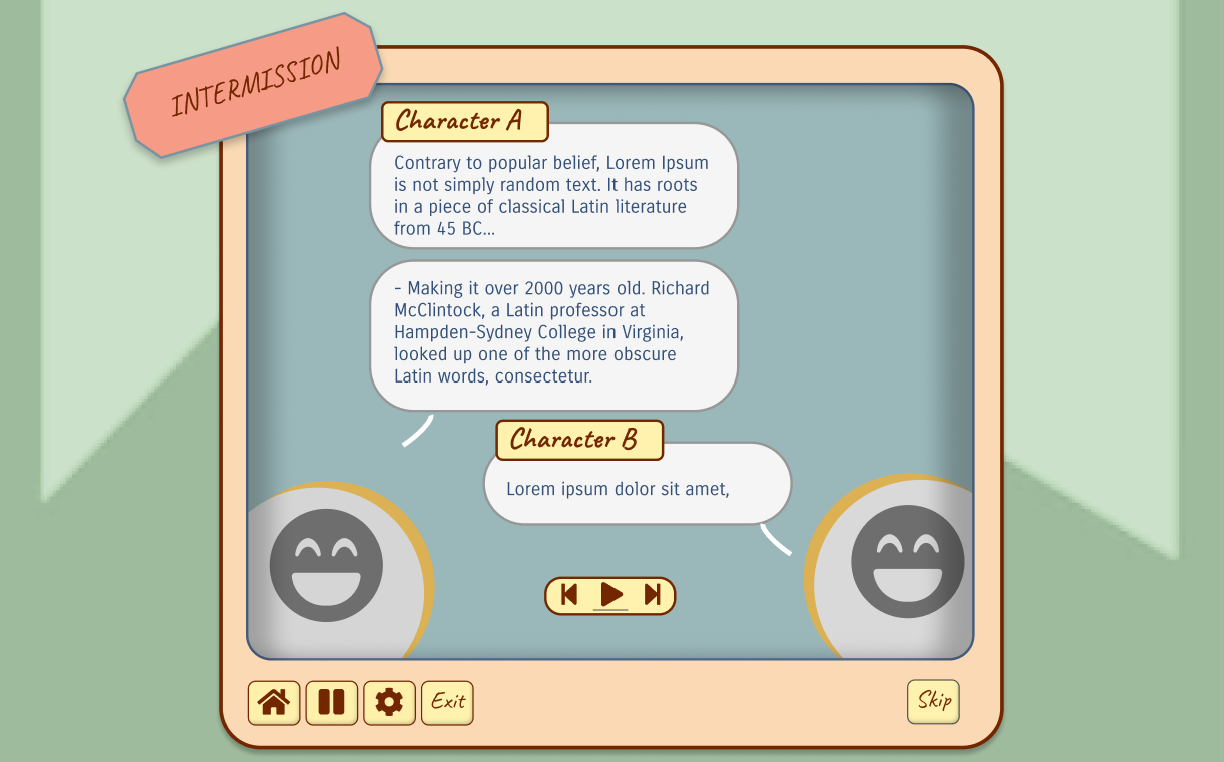 INTERMISSION
Character A
Contrary to popular belief, Lorem Ipsum
is not simply random text. It has roots
in a piece of classical Latin literature
from 45 BC...
- Making it over 2000 years old. Richard
McClintock, a Latin professor at
Hampden-Sydney College in Virginia,
looked up one of the more obscure
Latin words, consectetur.
Character B
Lorem ipsum dolor sit amet,
Exit
Skip